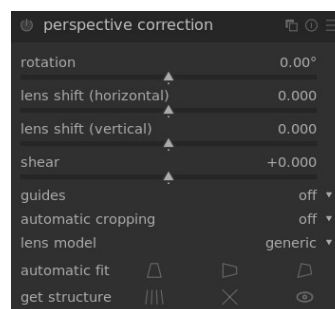 perspective correction
rotation 0.00°
lens shift (horizontal) 0.000
lens shift (vertical) 0.000
shear +0.000
guides off
automatic cropping off
lens model generic
automatic fit
get structure